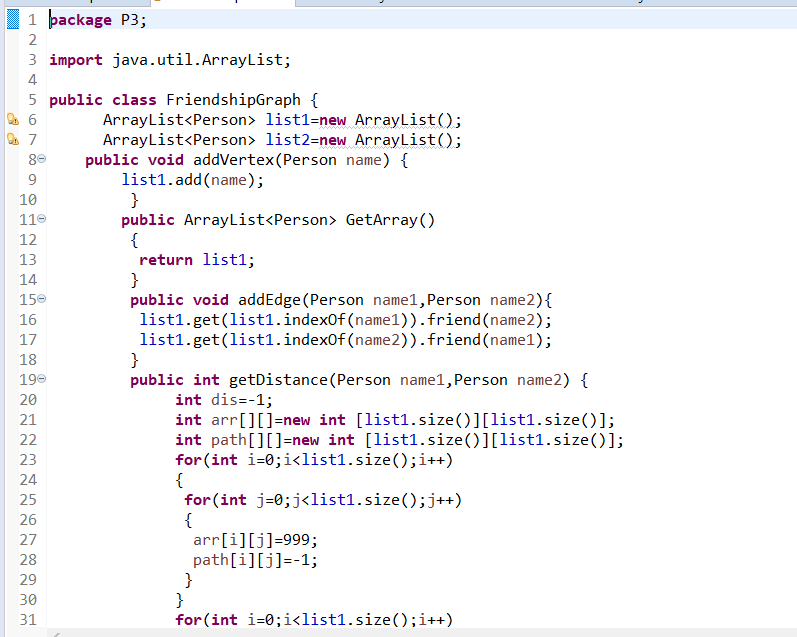 1 package P3;
2
3 import java.util.ArrayList;
4
5 public class FriendshipGraph {
6 ArrayList<Person> list1=new ArrayList();
7 ArrayList<Person> list2=new ArrayList();
8 public void addVertex(Person name) {
9 list1.add(name);
10 }
11 public ArrayList<Person> GetArray()
12 {
13 return list1;
14 }
15 public void addEdge(Person name1,Person name2){
16 list1.get(list1.indexOf(name1)).friend(name2);
17 list1.get(list1.indexOf(name2)).friend(name1);
18 }
19 public int getDistance(Person name1,Person name2) {
20 int dis=-1;
21 int arr[][]=new int [list1.size()][list1.size()];
22 int path[][]=new int [list1.size()][list1.size()];
23 for(int i=0;i<list1.size();i++)
24 {
25 for(int j=0;j<list1.size();j++)
26 {
27 arr[i][j]=999;
28 path[i][j]=-1;
29 }
30 }
31 for(int i=0;i<list1.size();i++)